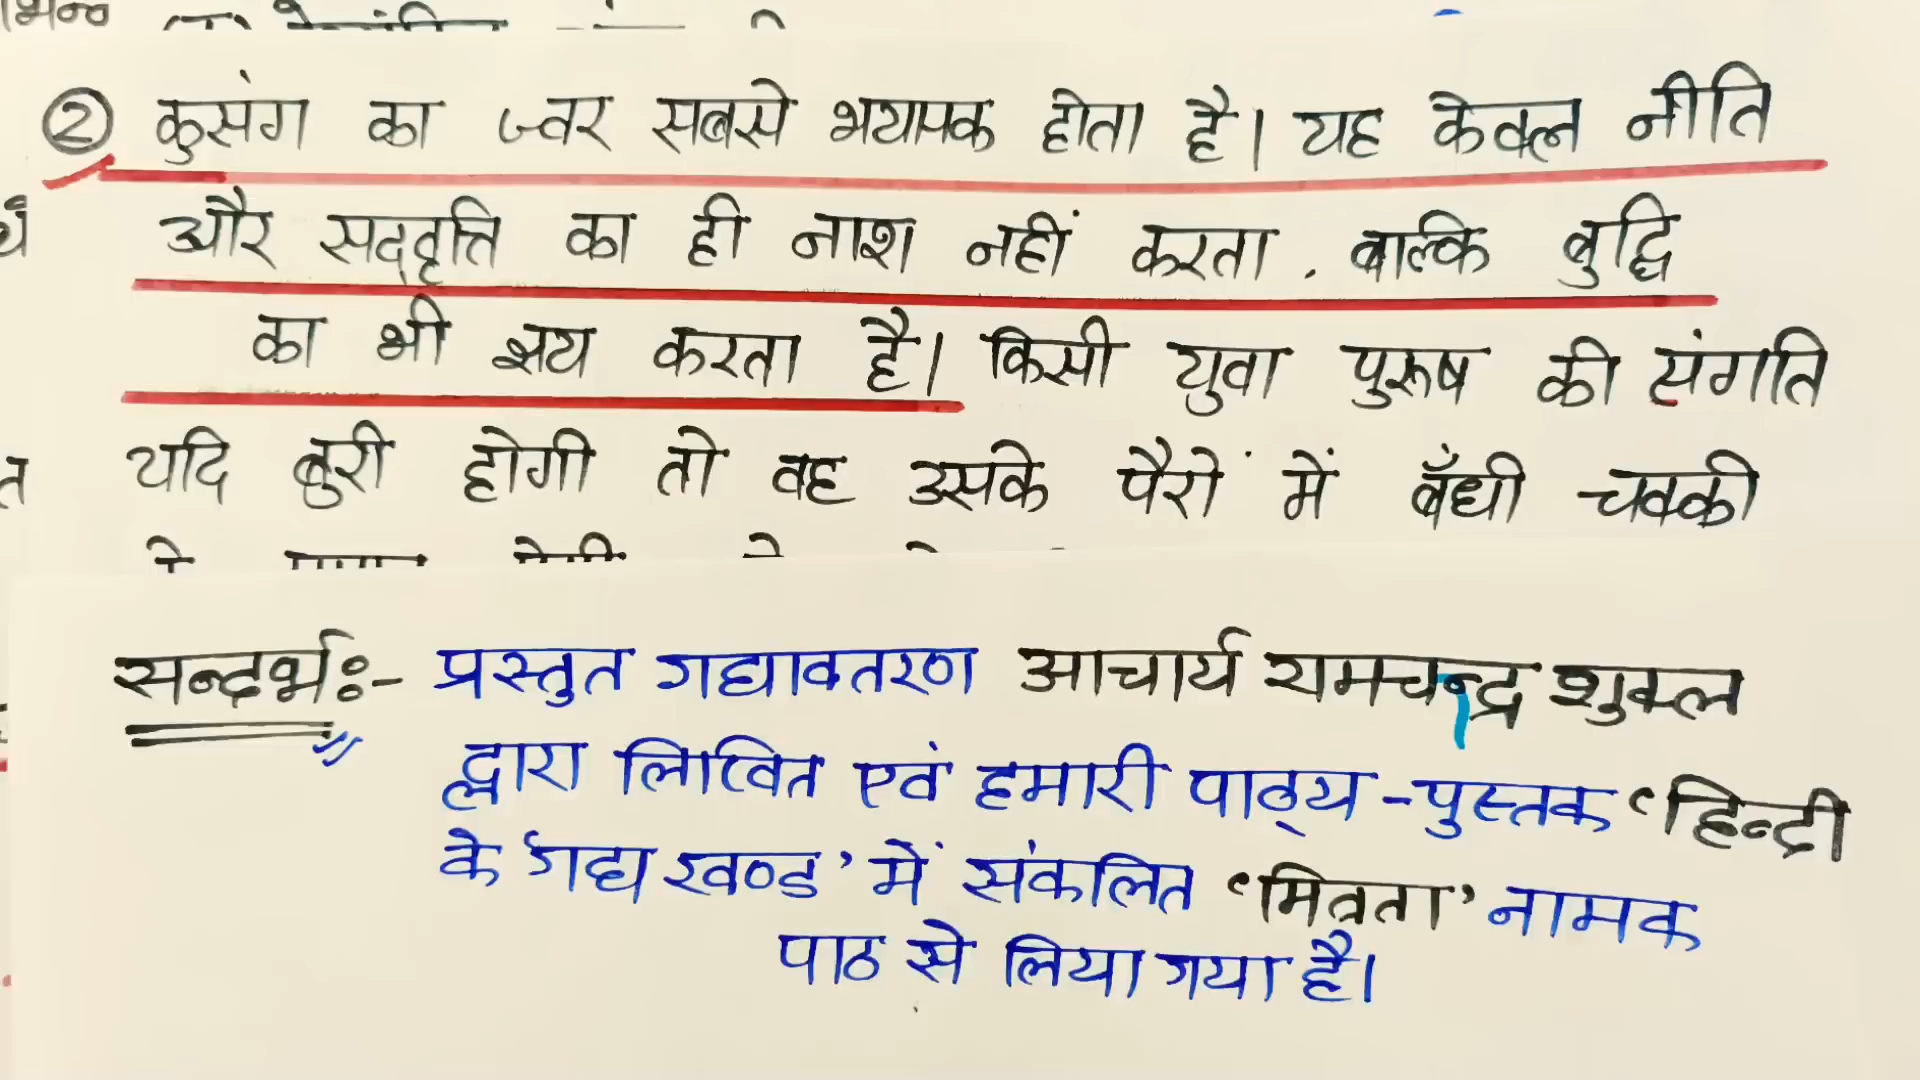 ② कुसंग का ज्वर सबसे भयानक होता है। यह केवल नीति
और सद्वृत्ति का ही नाश नहीं करता, बल्कि बुद्धि
का भी क्षय करता है। किसी युवा पुरुष की संगति
यदि बुरी होगी तो वह उसके पैरों में बँधी चक्की
सन्दर्भ:- प्रस्तुत गद्यावतरण आचार्य रामचन्द्र शुक्ल
द्वारा लिखित एवं हमारी पाठ्य-पुस्तक 'हिन्दी
के 'गद्य खण्ड' में संकलित 'मित्रता' नामक
पाठ से लिया गया है।